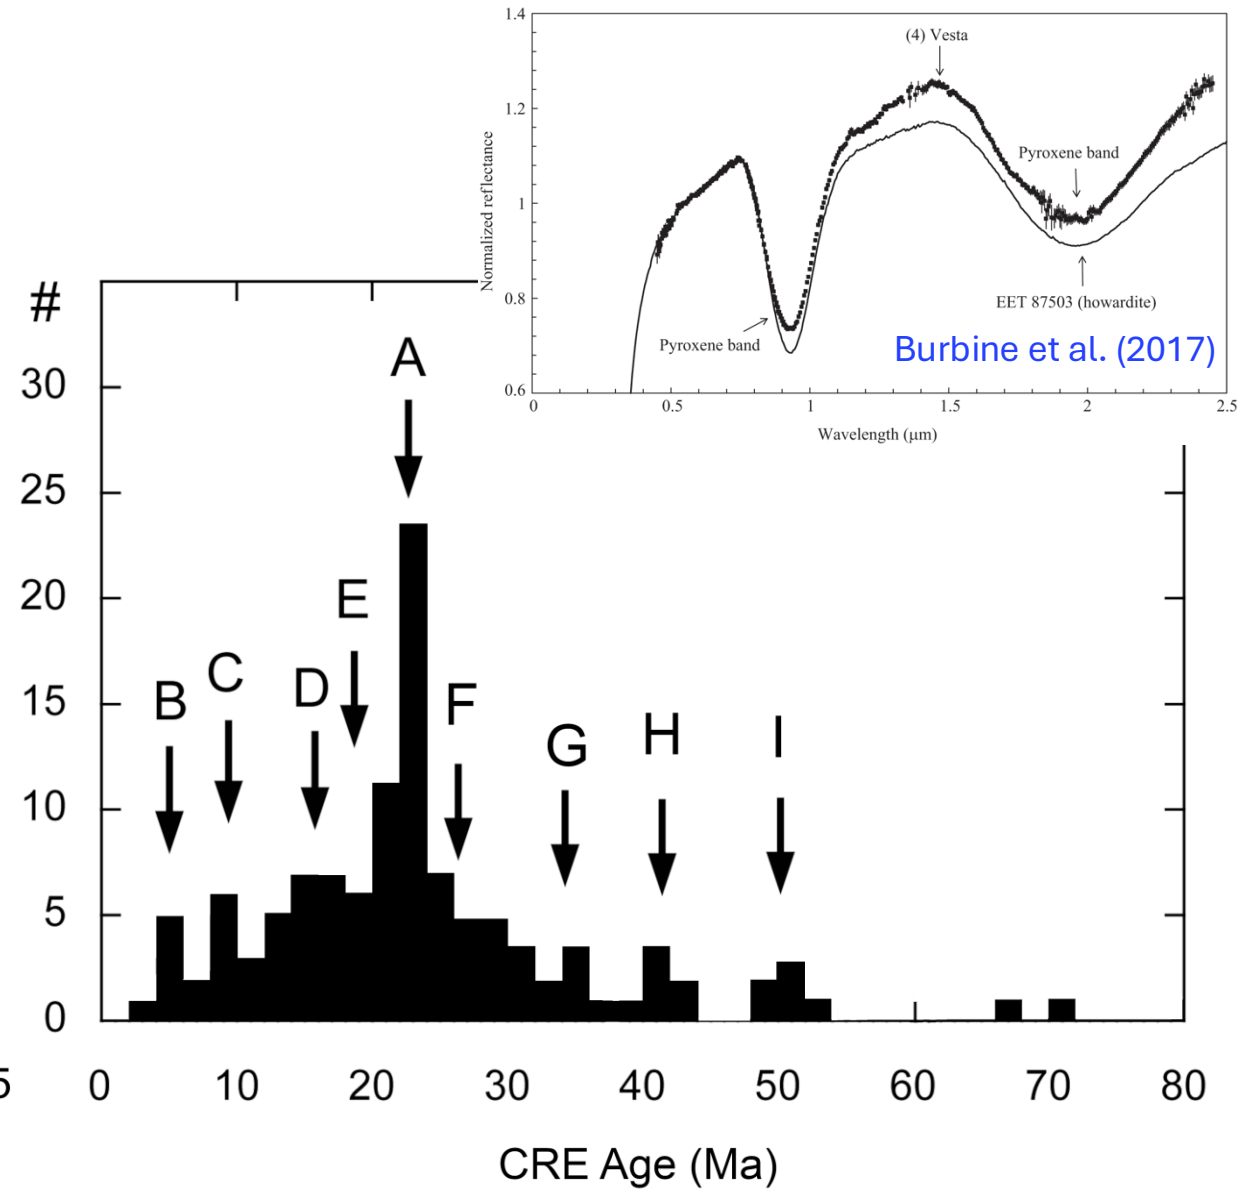 1.4
(4) Vesta
1.2
Pyroxene band
1
Normalized reflectance
0.8
EET 87503 (howardite)
Pyroxene band
Burbine et al. (2017)
0.6
0 0.5 1 1.5 2 2.5
Wavelength (μm)
#
A
30
25
E
20
C
D
B
F
15
H
I
G
10
5
0
5 0 10 20 30 40 50 60 70 80
CRE Age (Ma)